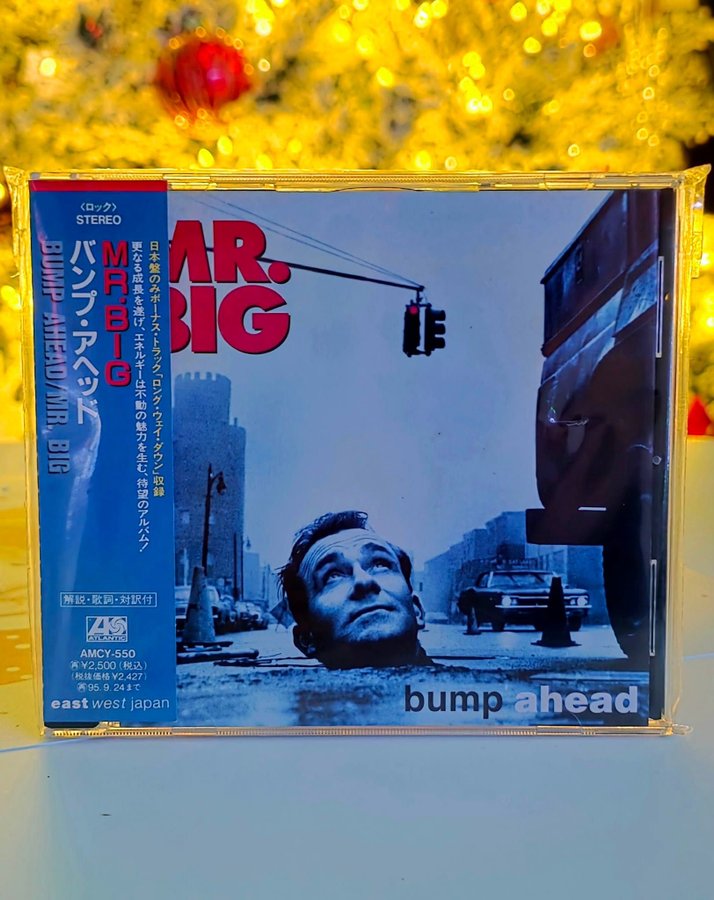 〈ロック〉
STEREO
日本盤のみボーナス・トラック「ロング・ウェイ・ダウン」収録
更なる成長を遂げ、エネルギーは不動の魅力を生む、待望のアルバム!
MR.BIG
バンプ・アヘッド
BUMP AHEAD/MR. BIG
解説・歌詞・対訳付
ATLANTIC
AMCY-550
再¥2,500(税込)
(税抜価格¥2,427)
再95.9.24まで
east west japan
MR.
BIG
bump ahead